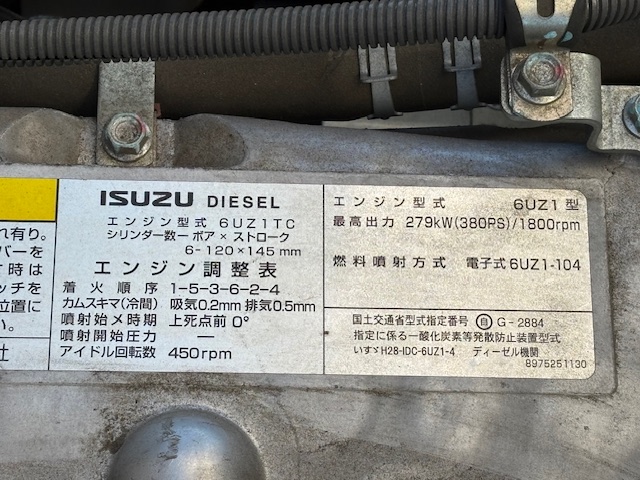 れ有り。
バーを
時は
ッチを
位置に
い。
社
ISUZU DIESEL
エンジン型式 6UZ1TC
シリンダー数ー ボア × ストローク
6-120×145mm
エンジン調整表
着火順序 1-5-3-6-2-4
カムスキマ(冷間) 吸気0.2mm 排気0.5mm
噴射始メ時期 上死点前 0°
噴射開始圧力 ―
アイドル回転数 450rpm
エンジン型式 6UZ1型
最高出力 279kW(380PS)/1800rpm
燃料噴射方式 電子式6UZ1-104
国土交通省型式指定番号 自 G-2884
指定に係る一酸化炭素等発散防止装置型式
いすゞH28-IDC-6UZ1-4 ディーゼル機関
8975251130